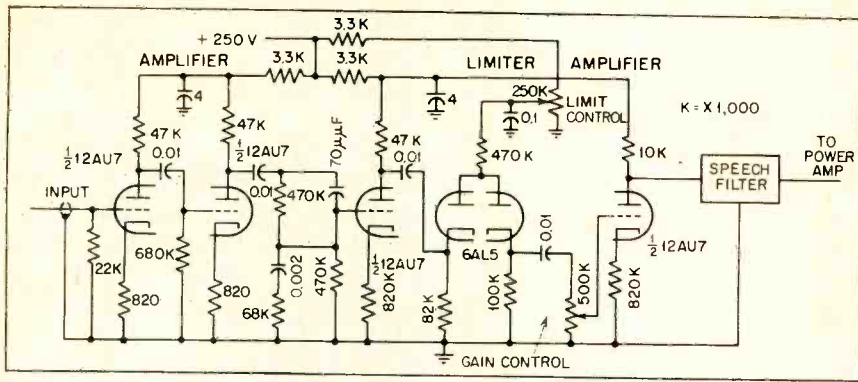 3.3K
+ 250 V
3.3K
3.3K
AMPLIFIER
LIMITER
AMPLIFIER
4
4
250K
LIMIT
CONTROL
0.1
K = X 1,000
47 K
47K
70µµF
47 K
470K
10K
TO
POWER
AMP
½ 12AU7
0.01
½ 12AU7
0.01
0.01
SPEECH
FILTER
INPUT
470K
6AL5
0.01
22K
680K
0.002
470K
½ 12AU7
820K
82K
100K
500K
½ 12AU7
820K
820
820
68K
GAIN CONTROL